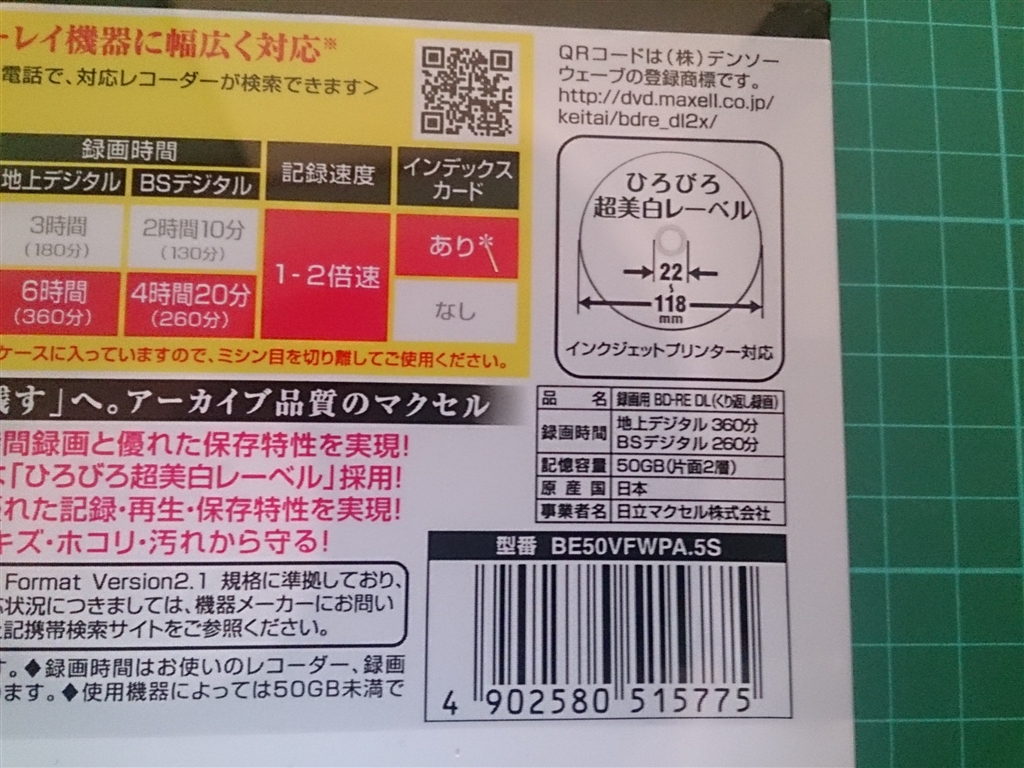 ーレイ機器に幅広く対応※
電話で、対応レコーダーが検索できます>
QRコードは(株)デンソー
ウェーブの登録商標です。
http://dvd.maxell.co.jp/
keitai/bdre_dl2x/
録画時間
地上デジタル
BSデジタル
記録速度
インデックス
カード
3時間
(180分)
2時間10分
(130分)
6時間
(360分)
4時間20分
(260分)
1-2倍速
あり※
なし
ケースに入っていますので、ミシン目を切り離してご使用ください。
ひろびろ
超美白レーベル
22
~
118
mm
インクジェットプリンター対応
残す」へ。アーカイブ品質のマクセル
間録画と優れた保存特性を実現!
「ひろびろ超美白レーベル」採用!
れた記録・再生・保存特性を実現!
キズ・ホコリ・汚れから守る!
品 名 録画用 BD-RE DL(くり返し録画)
録画時間 地上デジタル 360分
BSデジタル 260分
記憶容量 50GB(片面2層)
原産国 日本
事業者名 日立マクセル株式会社
型番 BE50VFWPA.5S
Format Version2.1 規格に準拠しており、
状況につきましては、機器メーカーにお問い
記携帯検索サイトをご参照ください。
す。◆録画時間はお使いのレコーダー、録画
ます。◆使用機器によっては50GB未満で
4 902580 515775